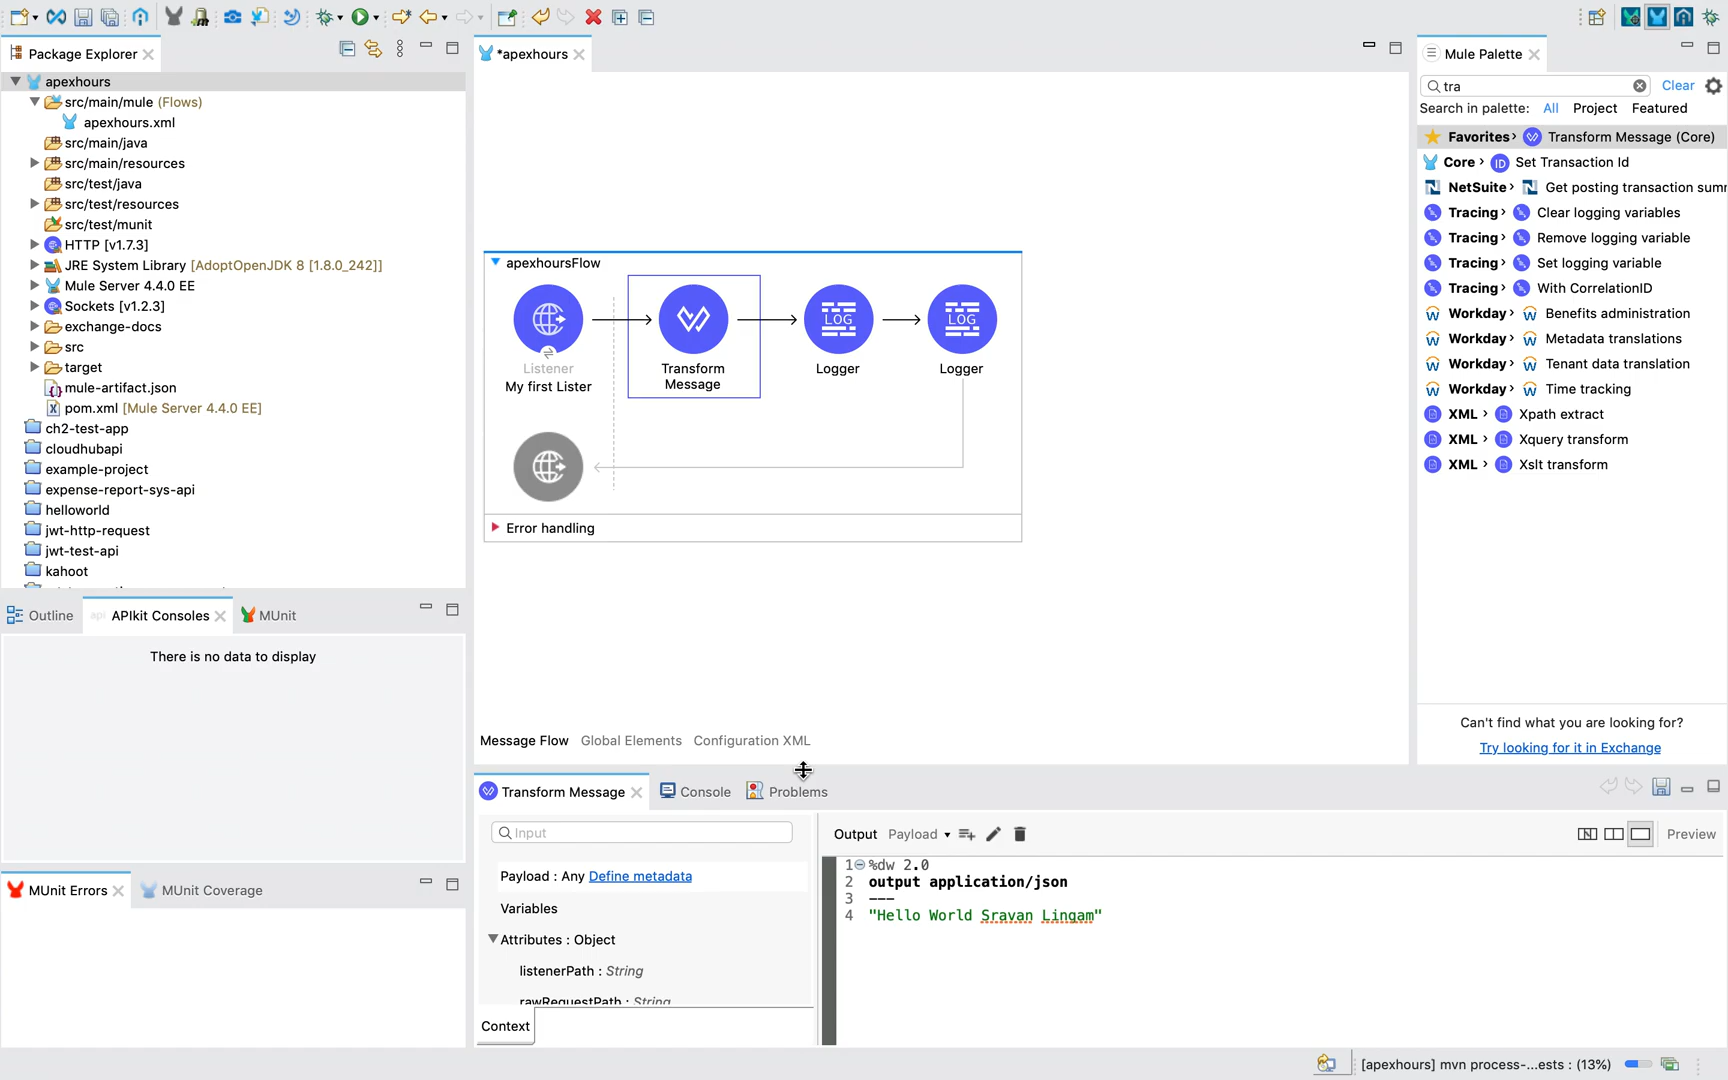 Package Explorer
apexhours
src/main/mule (Flows)
apexhours.xml
src/main/java
src/main/resources
src/test/java
src/test/resources
src/test/munit
HTTP [v1.7.3]
JRE System Library [AdoptOpenJDK 8 [1.8.0_242]]
Mule Server 4.4.0 EE
Sockets [v1.2.3]
exchange-docs
src
target
mule-artifact.json
pom.xml [Mule Server 4.4.0 EE]
ch2-test-app
cloudhubapi
example-project
expense-report-sys-api
helloworld
jwt-http-request
jwt-test-api
kahoot
Outline
api APIkit Consoles
MUnit
There is no data to display
MUnit Errors
MUnit Coverage
*apexhours
apexhoursFlow
Listener
My first Lister
Transform
Message
LOG
Logger
LOG
Logger
Error handling
Message Flow Global Elements Configuration XML
Transform Message
Console
Problems
Input
Payload : Any Define metadata
Variables
Attributes : Object
listenerPath : String
rawRequestPath : String
Context
Output Payload
Preview
1 %dw 2.0
2 output application/json
3 ---
4 "Hello World Sravan Lingam"
Mule Palette
tra
Clear
Search in palette: All Project Featured
Favorites › Transform Message (Core)
Core › ID Set Transaction Id
NetSuite › Get posting transaction sum
Tracing › Clear logging variables
Tracing › Remove logging variable
Tracing › Set logging variable
Tracing › With CorrelationID
Workday › Benefits administration
Workday › Metadata translations
Workday › Tenant data translation
Workday › Time tracking
XML › Xpath extract
XML › Xquery transform
XML › Xslt transform
Can't find what you are looking for?
Try looking for it in Exchange
[apexhours] mvn process-...ests : (13%)